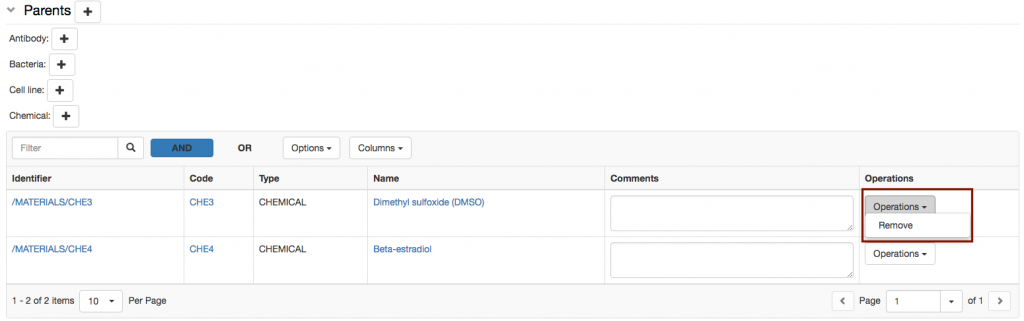 Parents
Antibody:
Bacteria:
Cell line:
Chemical:
Filter AND OR Options Columns
Identifier Code Type Name Comments Operations
/MATERIALS/CHE3 CHE3 CHEMICAL Dimethyl sulfoxide (DMSO) Operations
Remove
/MATERIALS/CHE4 CHE4 CHEMICAL Beta-estradiol Operations
1 - 2 of 2 items 10 Per Page Page 1 of 1